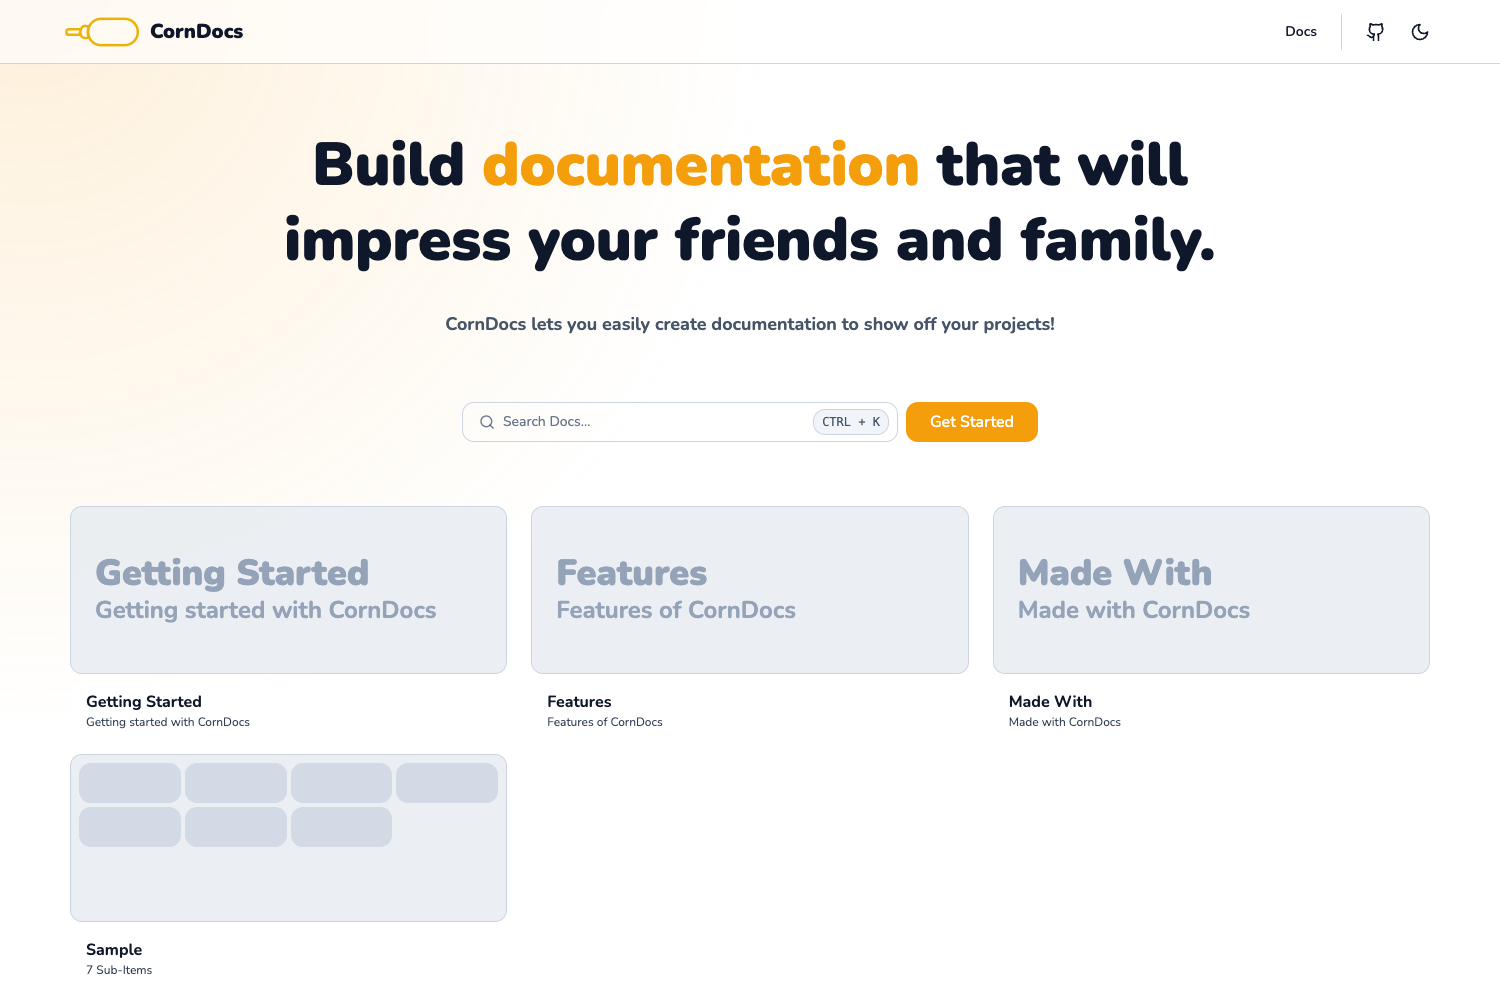 CornDocs
Docs
Build documentation that will
impress your friends and family.
CornDocs lets you easily create documentation to show off your projects!
Search Docs...
CTRL + K
Get Started
Getting Started
Getting started with CornDocs
Features
Features of CornDocs
Made With
Made with CornDocs
Getting Started
Getting started with CornDocs
Features
Features of CornDocs
Made With
Made with CornDocs
Sample
7 Sub-Items